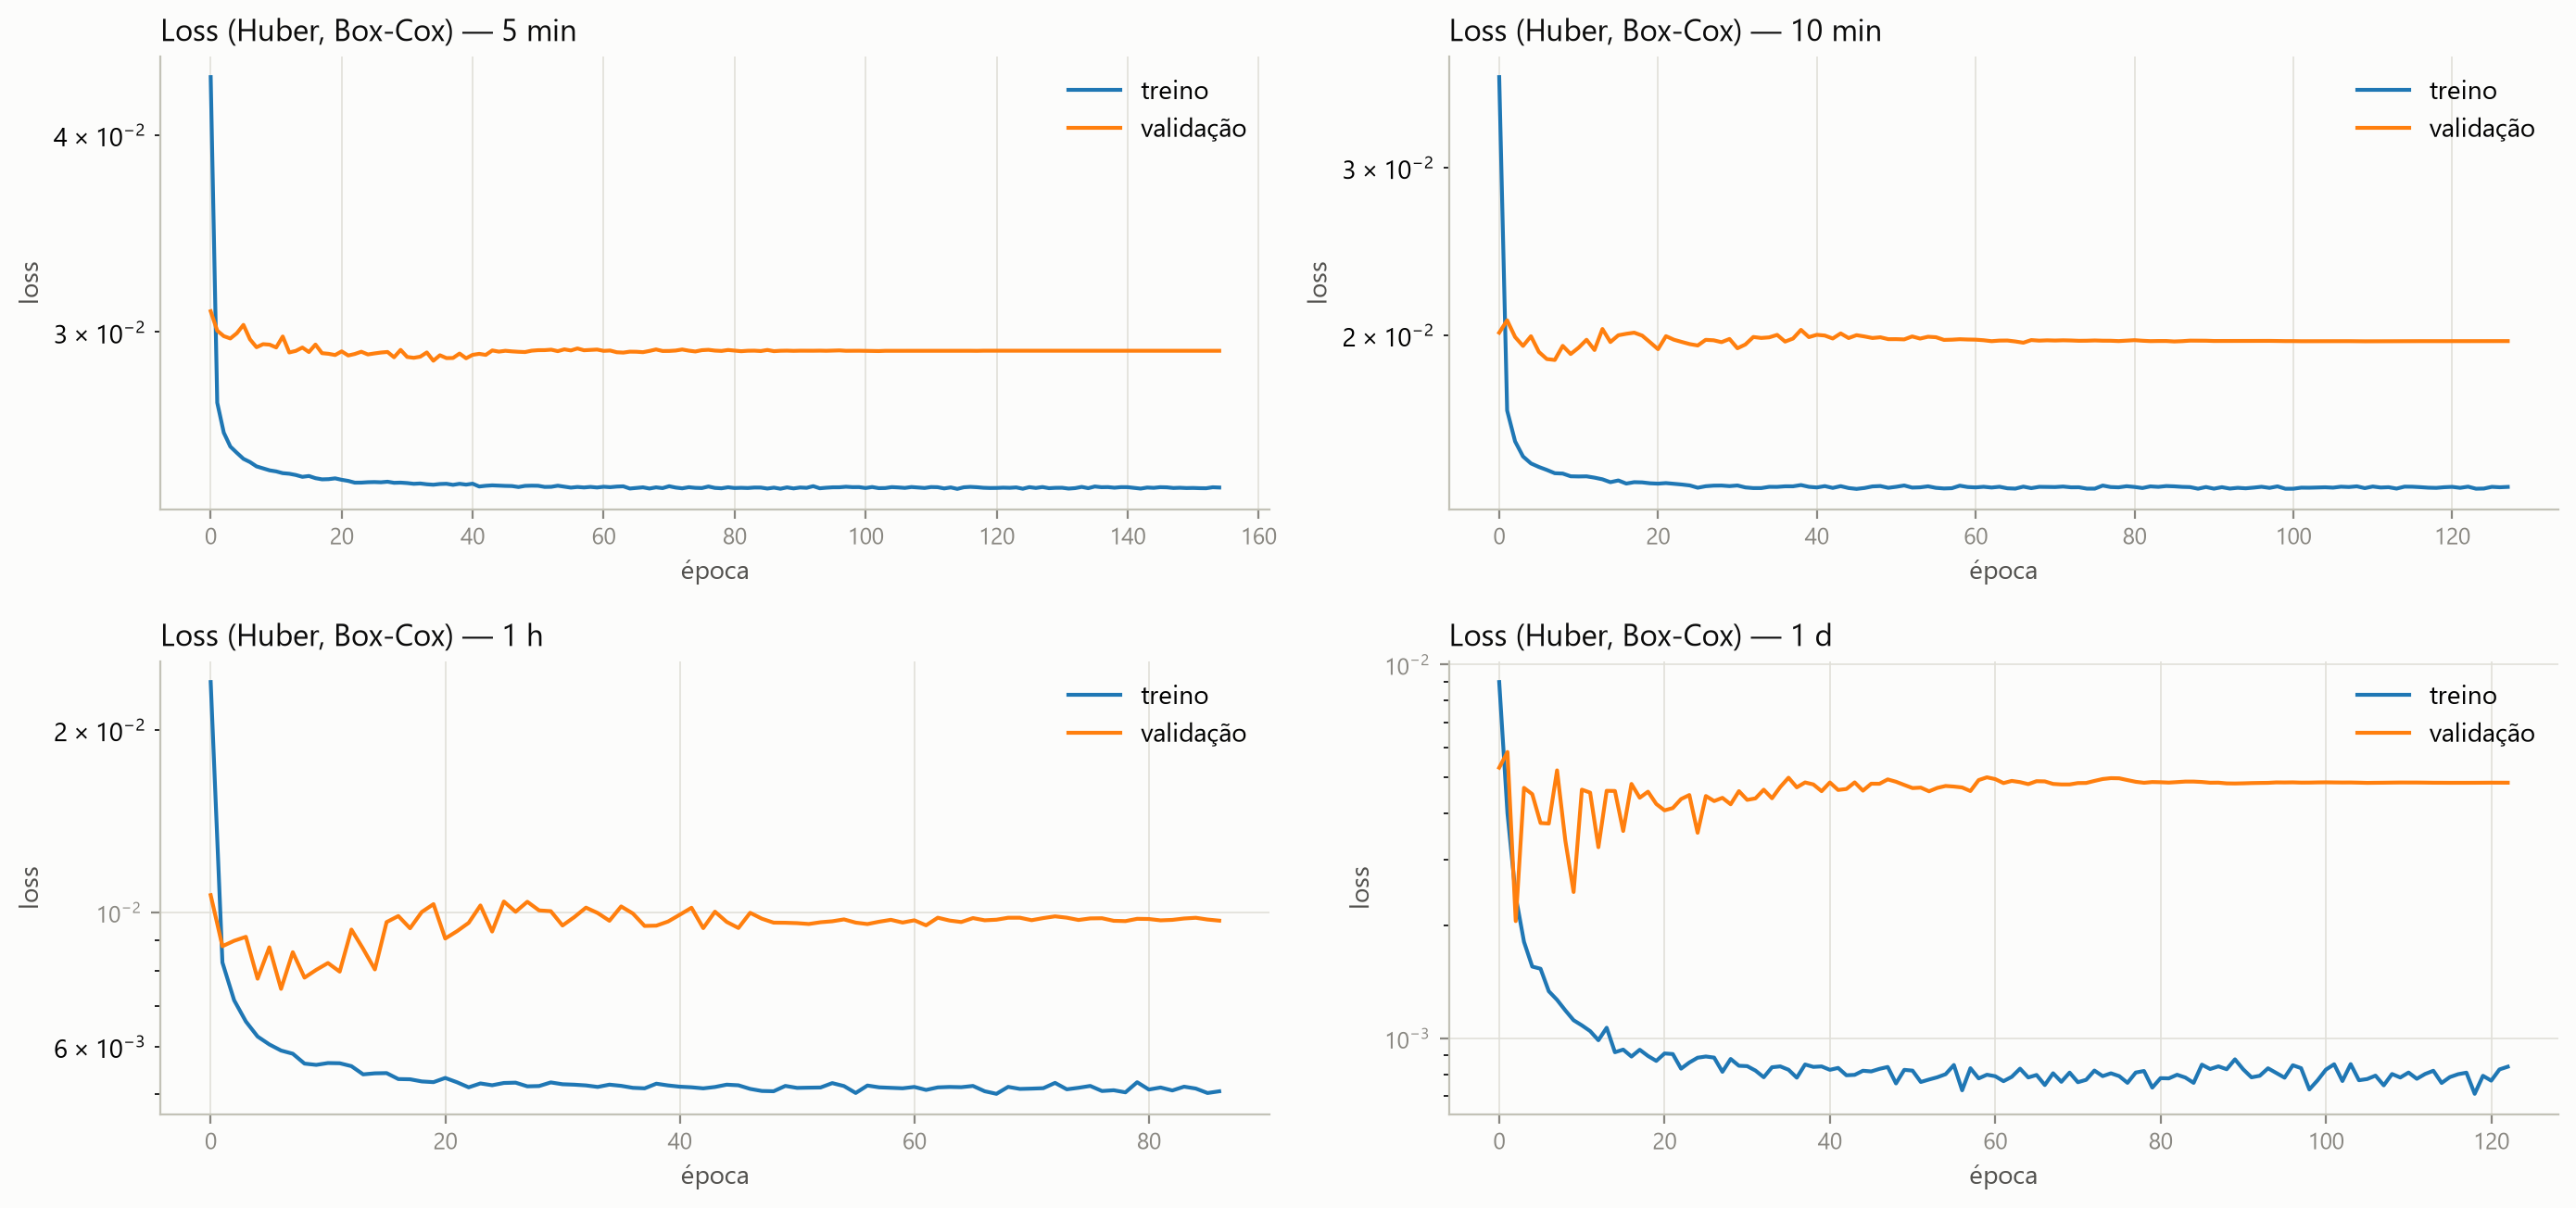 Loss (Huber, Box-Cox) — 5 min
4 × 10⁻²
3 × 10⁻²
loss
treino
validação
0 20 40 60 80 100 120 140 160
época
Loss (Huber, Box-Cox) — 10 min
3 × 10⁻²
2 × 10⁻²
loss
treino
validação
0 20 40 60 80 100 120
época
Loss (Huber, Box-Cox) — 1 h
2 × 10⁻²
10⁻²
6 × 10⁻³
loss
treino
validação
0 20 40 60 80
época
Loss (Huber, Box-Cox) — 1 d
10⁻²
10⁻³
loss
treino
validação
0 20 40 60 80 100 120
época